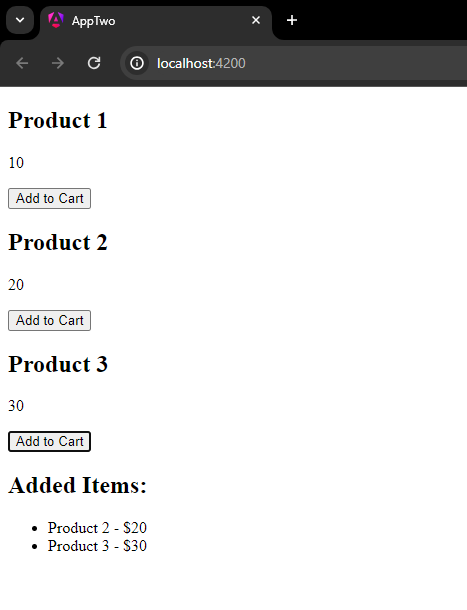 AppTwo
localhost:4200
Product 1
10
Add to Cart
Product 2
20
Add to Cart
Product 3
30
Add to Cart
Added Items:
Product 2 - $20
Product 3 - $30